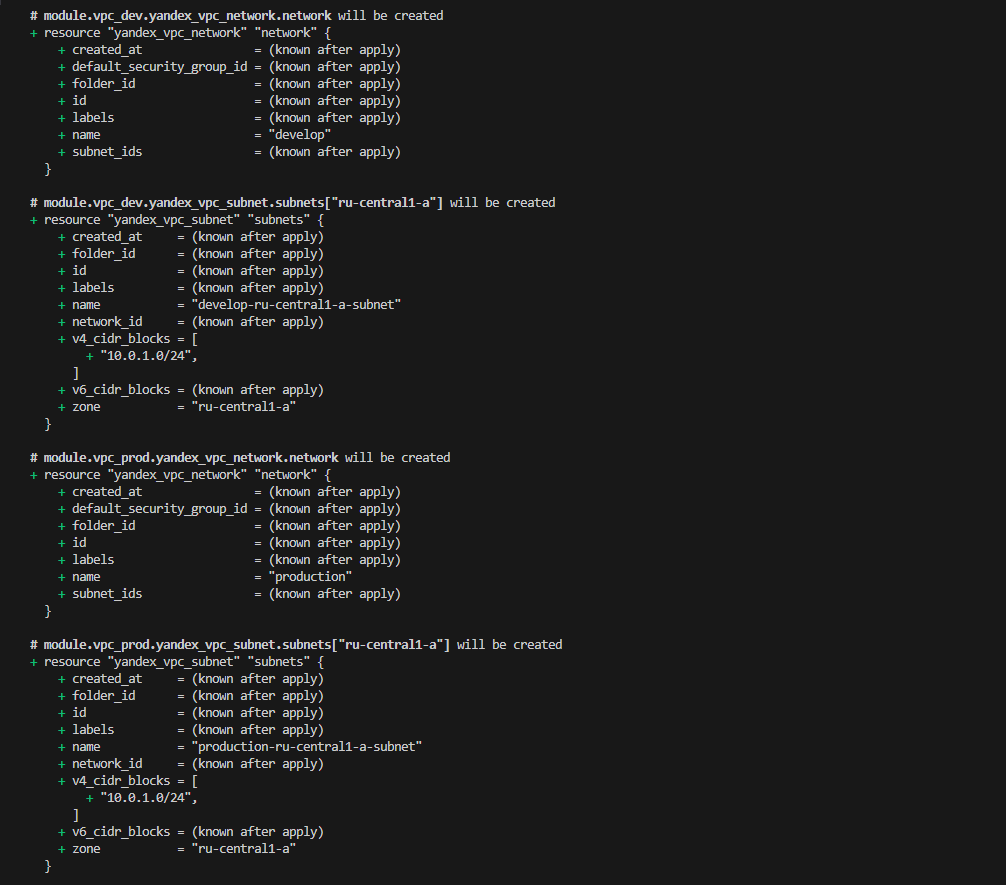 # module.vpc_dev.yandex_vpc_network.network will be created
+ resource "yandex_vpc_network" "network" {
    + created_at                = (known after apply)
    + default_security_group_id = (known after apply)
    + folder_id                 = (known after apply)
    + id                        = (known after apply)
    + labels                    = (known after apply)
    + name                      = "develop"
    + subnet_ids                = (known after apply)
  }

# module.vpc_dev.yandex_vpc_subnet.subnets["ru-central1-a"] will be created
+ resource "yandex_vpc_subnet" "subnets" {
    + created_at     = (known after apply)
    + folder_id      = (known after apply)
    + id             = (known after apply)
    + labels         = (known after apply)
    + name           = "develop-ru-central1-a-subnet"
    + network_id     = (known after apply)
    + v4_cidr_blocks = [
        + "10.0.1.0/24",
      ]
    + v6_cidr_blocks = (known after apply)
    + zone           = "ru-central1-a"
  }

# module.vpc_prod.yandex_vpc_network.network will be created
+ resource "yandex_vpc_network" "network" {
    + created_at                = (known after apply)
    + default_security_group_id = (known after apply)
    + folder_id                 = (known after apply)
    + id                        = (known after apply)
    + labels                    = (known after apply)
    + name                      = "production"
    + subnet_ids                = (known after apply)
  }

# module.vpc_prod.yandex_vpc_subnet.subnets["ru-central1-a"] will be created
+ resource "yandex_vpc_subnet" "subnets" {
    + created_at     = (known after apply)
    + folder_id      = (known after apply)
    + id             = (known after apply)
    + labels         = (known after apply)
    + name           = "production-ru-central1-a-subnet"
    + network_id     = (known after apply)
    + v4_cidr_blocks = [
        + "10.0.1.0/24",
      ]
    + v6_cidr_blocks = (known after apply)
    + zone           = "ru-central1-a"
  }